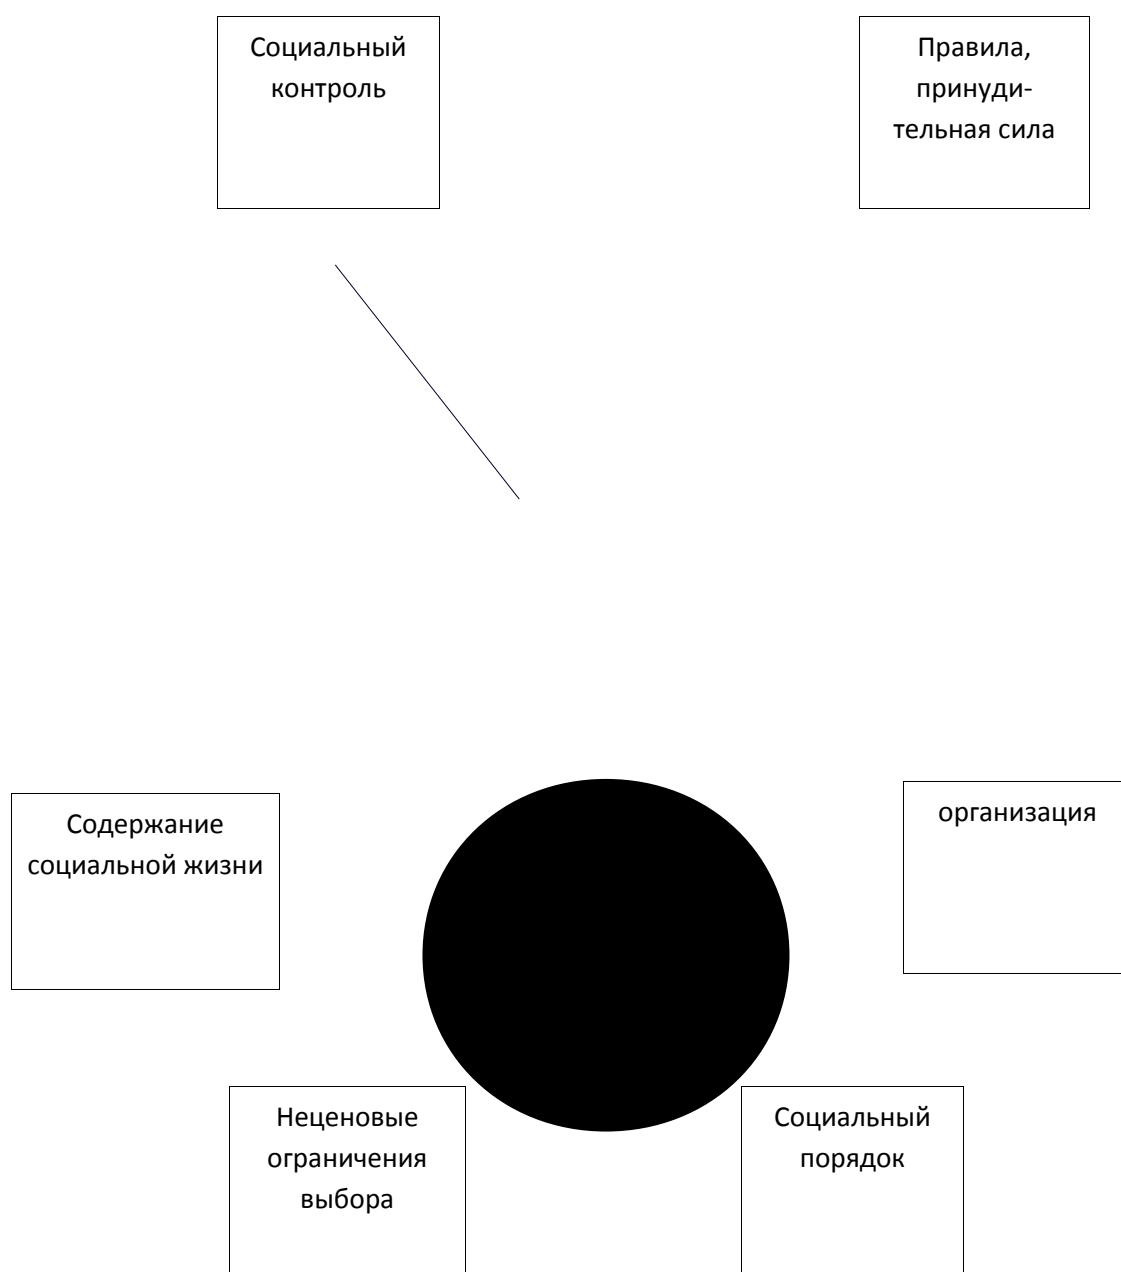 Социальный
контроль
Правила,
принуди-
тельная сила
Содержание
социальной жизни
организация
Неценовые
ограничения
выбора
Социальный
порядок